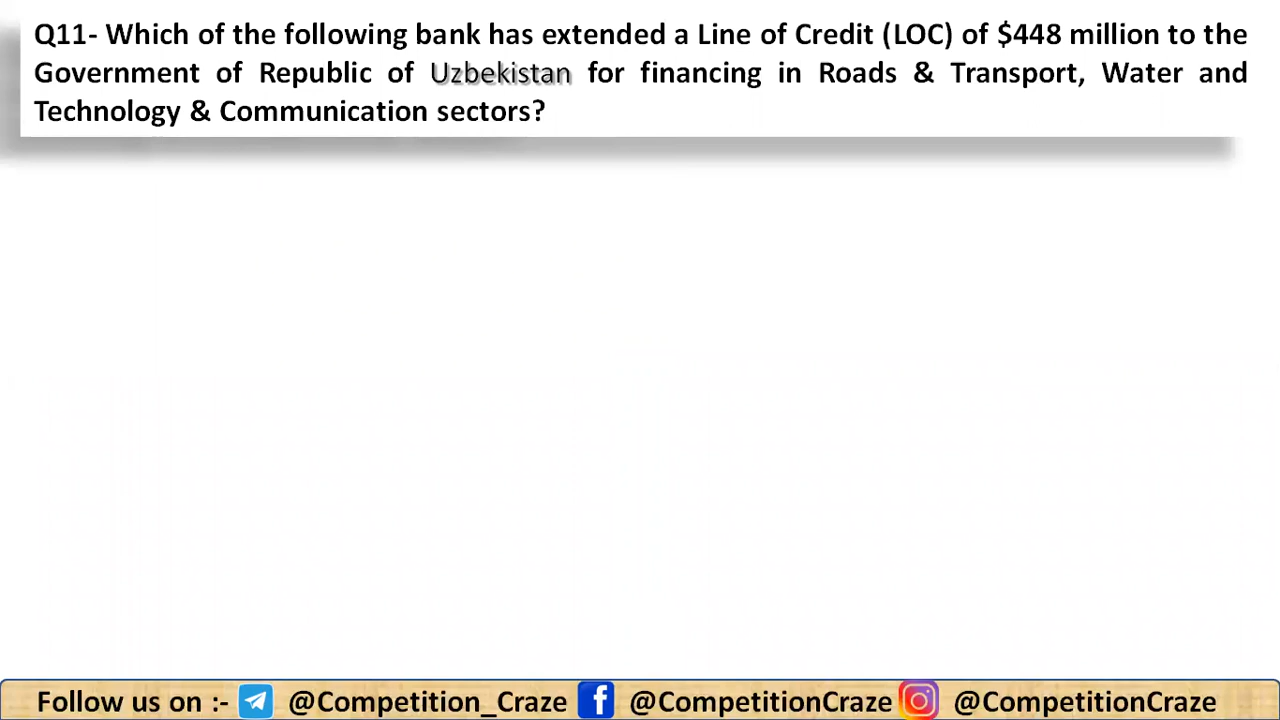 Q11- Which of the following bank has extended a Line of Credit (LOC) of $448 million to the
Government of Republic of Uzbekistan for financing in Roads & Transport, Water and
Technology & Communication sectors?
Follow us on :- @Competition_Craze @CompetitionCraze @CompetitionCraze